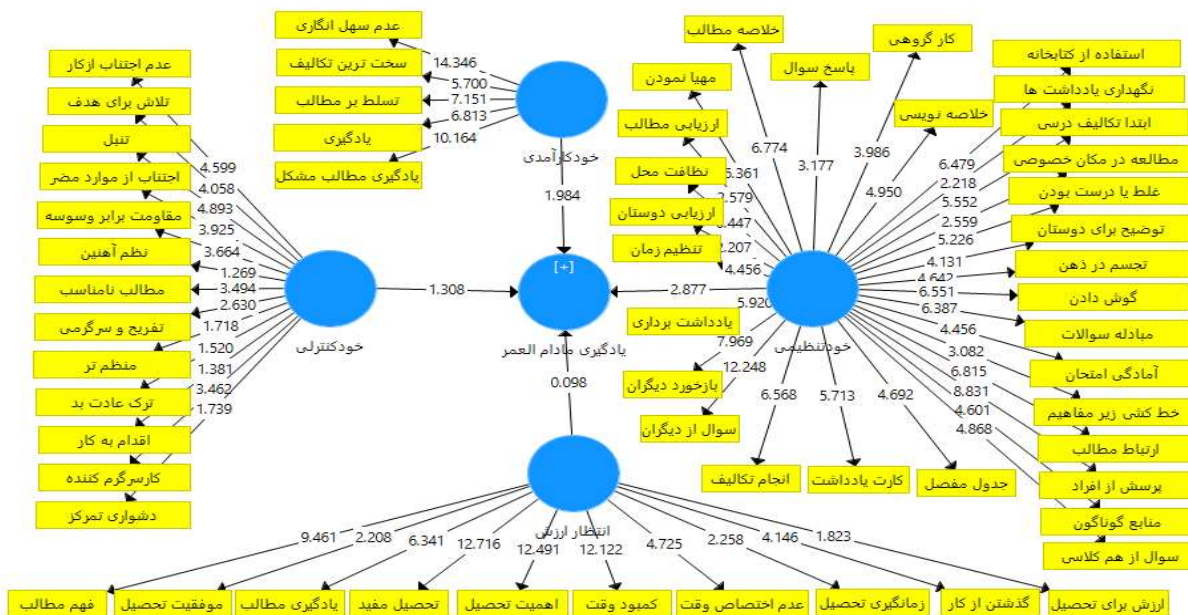 عدم سهل انگاری
سخت ترین تکالیف
تسلط بر مطالب
یادگیری
یادگیری مطالب مشکل
14.346
5.700
7.151
6.813
10.164
خودکارآمدی
1.984
عدم اجتناب ازکار
تلاش برای هدف
تنبل
اجتناب از موارد مضر
مقاومت برابر وسوسه
نظم آهنین
مطالب نامناسب
تفریح و سرگرمی
منظم تر
ترک عادت بد
اقدام به کار
کارسرگرم کننده
دشواری تمرکز
4.599
4.058
4.893
3.925
3.664
1.269
3.494
2.630
1.718
1.520
1.381
3.462
1.739
خودکنترلی
1.308
[+]
یادگیری مادام العمر
2.877
0.098
خلاصه مطالب
کار گروهی
پاسخ سوال
مهیا نمودن
خلاصه نویسی
ارزیابی مطالب
نظافت محل
ارزیابی دوستان
تنظیم زمان
6.774
3.177
3.986
4.950
.361
.579
.447
.207
4.456
خودتنظیمی
استفاده از کتابخانه
نگهداری یادداشت ها
ابتدا تکالیف درسی
مطالعه در مکان خصوصی
غلط یا درست بودن
توضیح برای دوستان
تجسم در ذهن
گوش دادن
مبادله سوالات
آمادگی امتحان
خط کشی زیر مفاهیم
ارتباط مطالب
پرسش از افراد
منابع گوناگون
سوال از هم کلاسی
6.479
2.218
5.552
2.559
5.226
4.131
4.642
6.551
6.387
4.456
3.082
6.815
8.831
4.601
4.868
یادداشت برداری
بازخورد دیگران
سوال از دیگران
انجام تکالیف
کارت یادداشت
جدول مفصل
5.920
7.969
12.248
6.568
5.713
4.692
انتظار ارزش
9.461
2.208
6.341
12.716
12.491
12.122
4.725
2.258
4.146
1.823
فهم مطالب
موفقیت تحصیل
یادگیری مطالب
تحصیل مفید
اهمیت تحصیل
کمبود وقت
عدم اختصاص وقت
زمانگیری تحصیل
گذشتن از کار
ارزش برای تحصیل